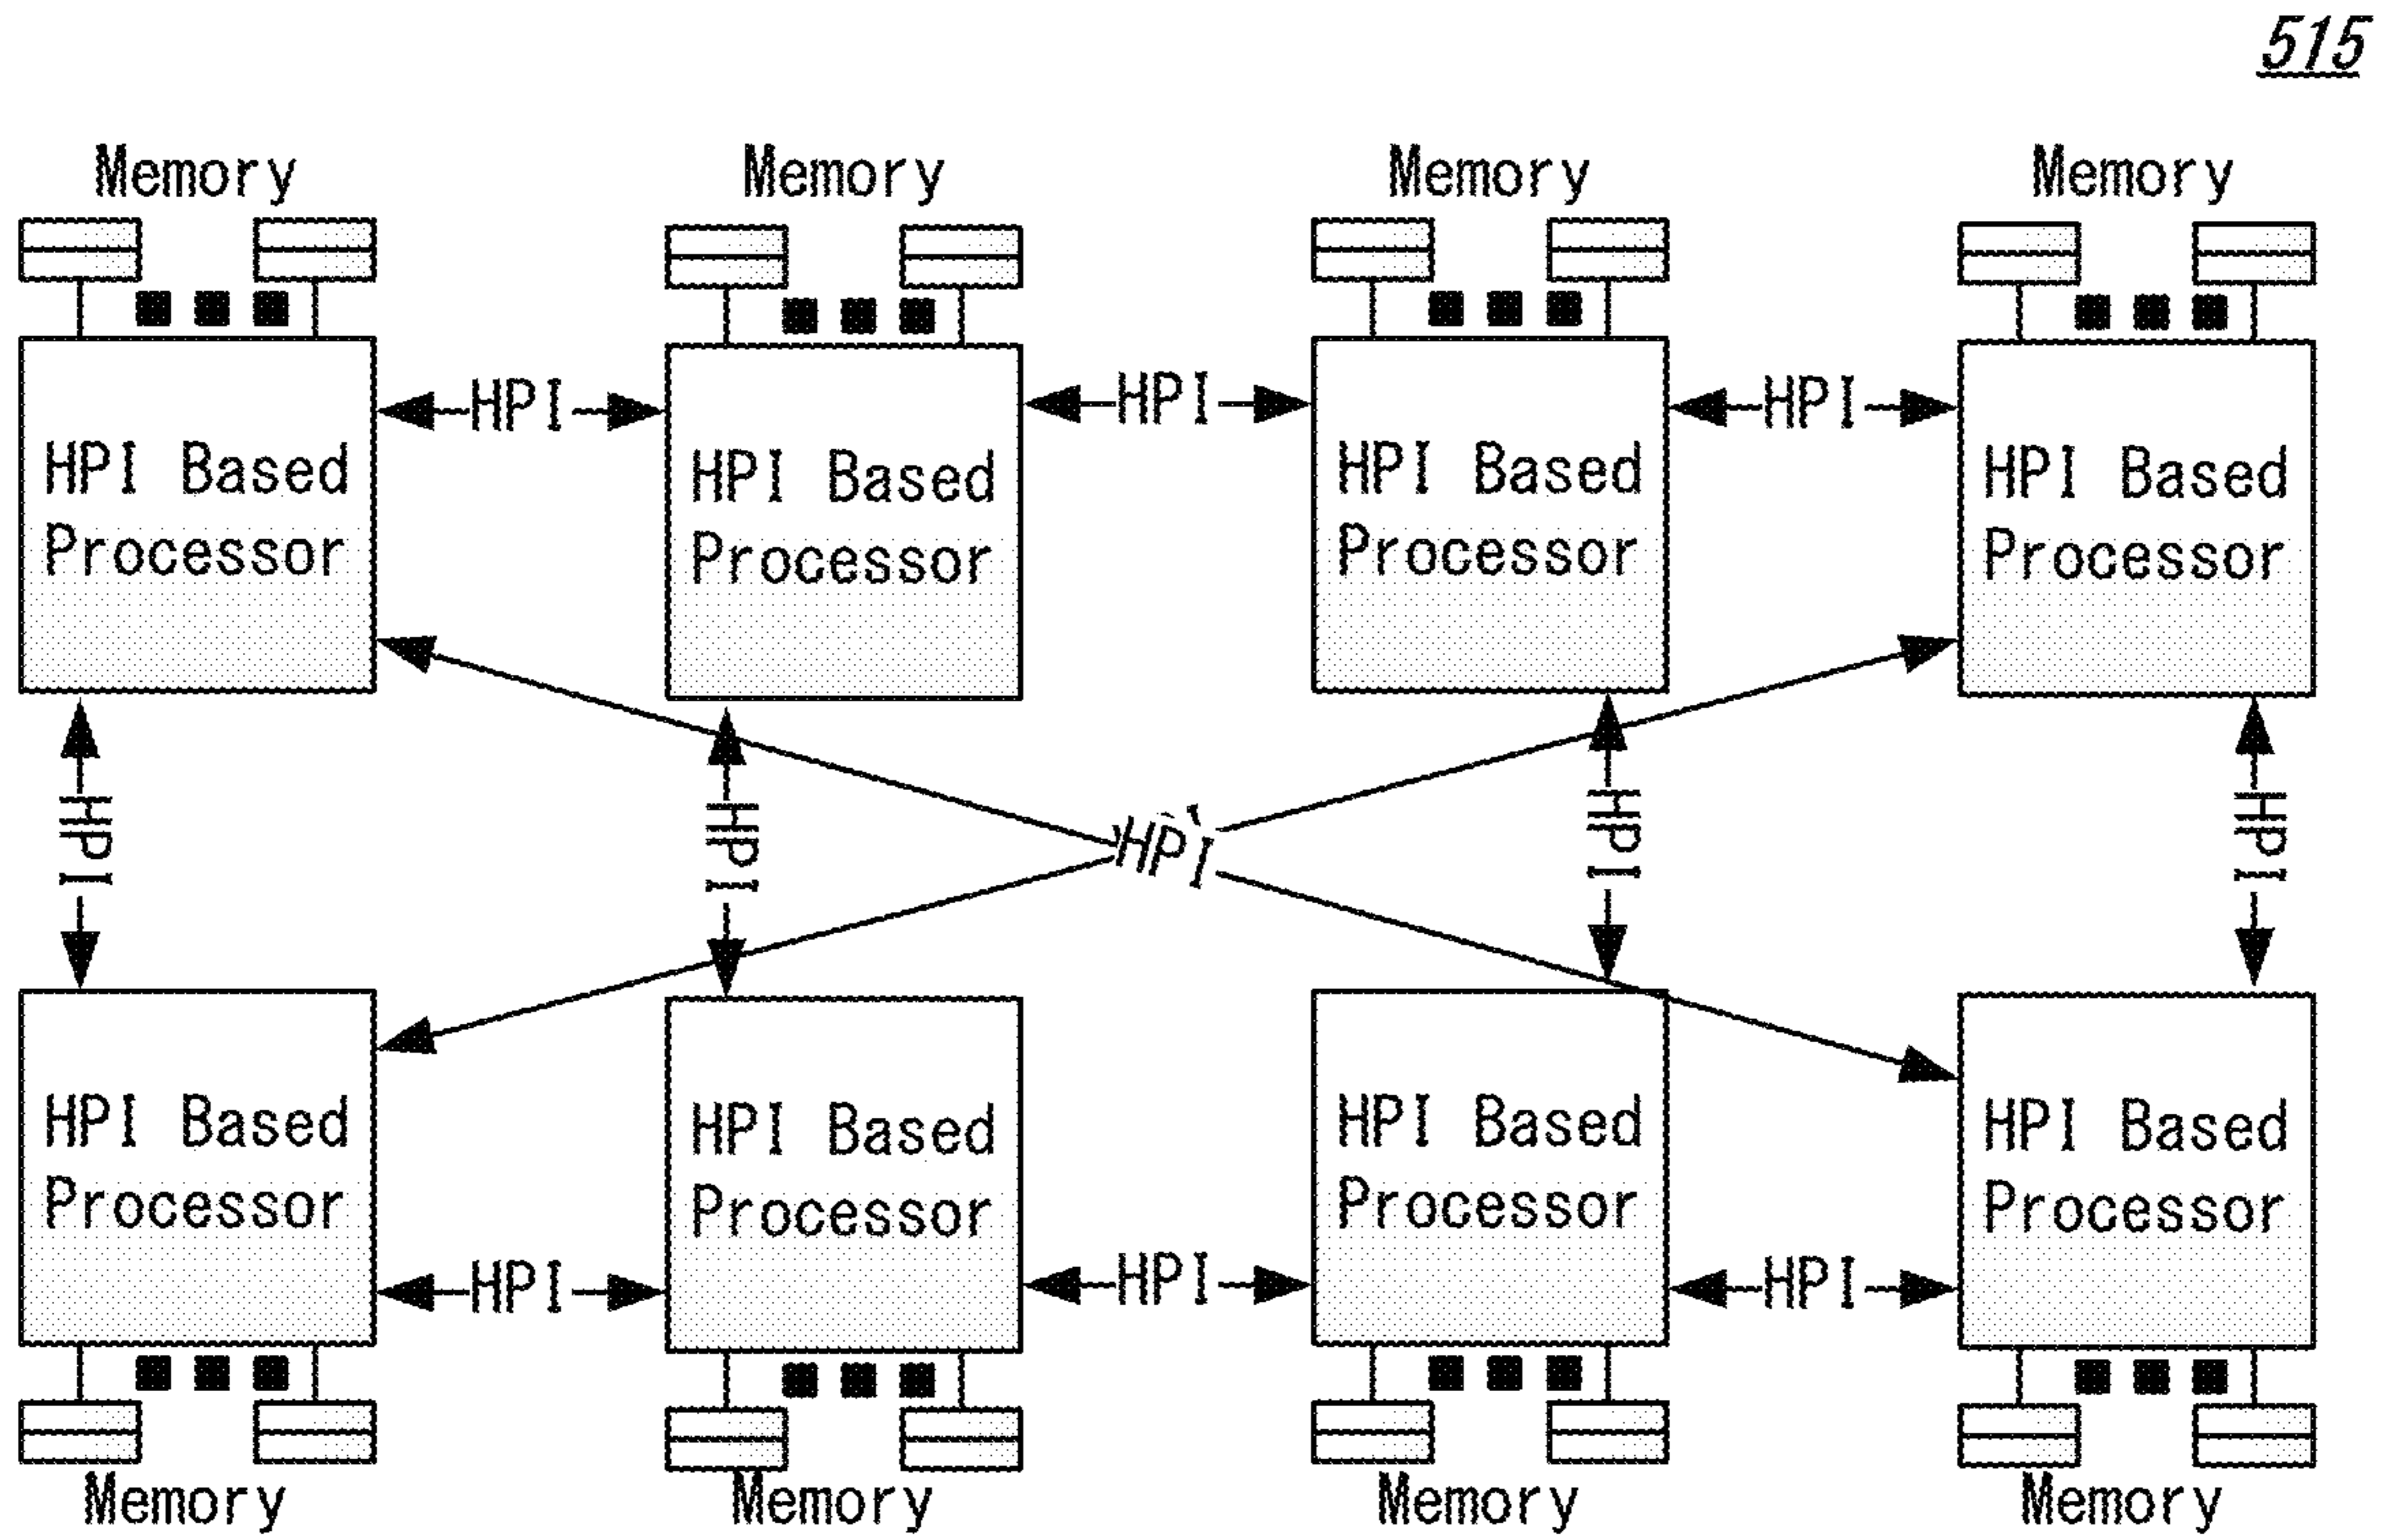 515
Memory Memory Memory Memory
HPI HPI HPI
HPI Based
Processor
HPI Based
Processor
HPI Based
Processor
HPI Based
Processor
HPI HPI HPI HPI HPI
HPI Based
Processor
HPI Based
Processor
HPI Based
Processor
HPI Based
Processor
HPI HPI HPI
Memory Memory Memory Memory